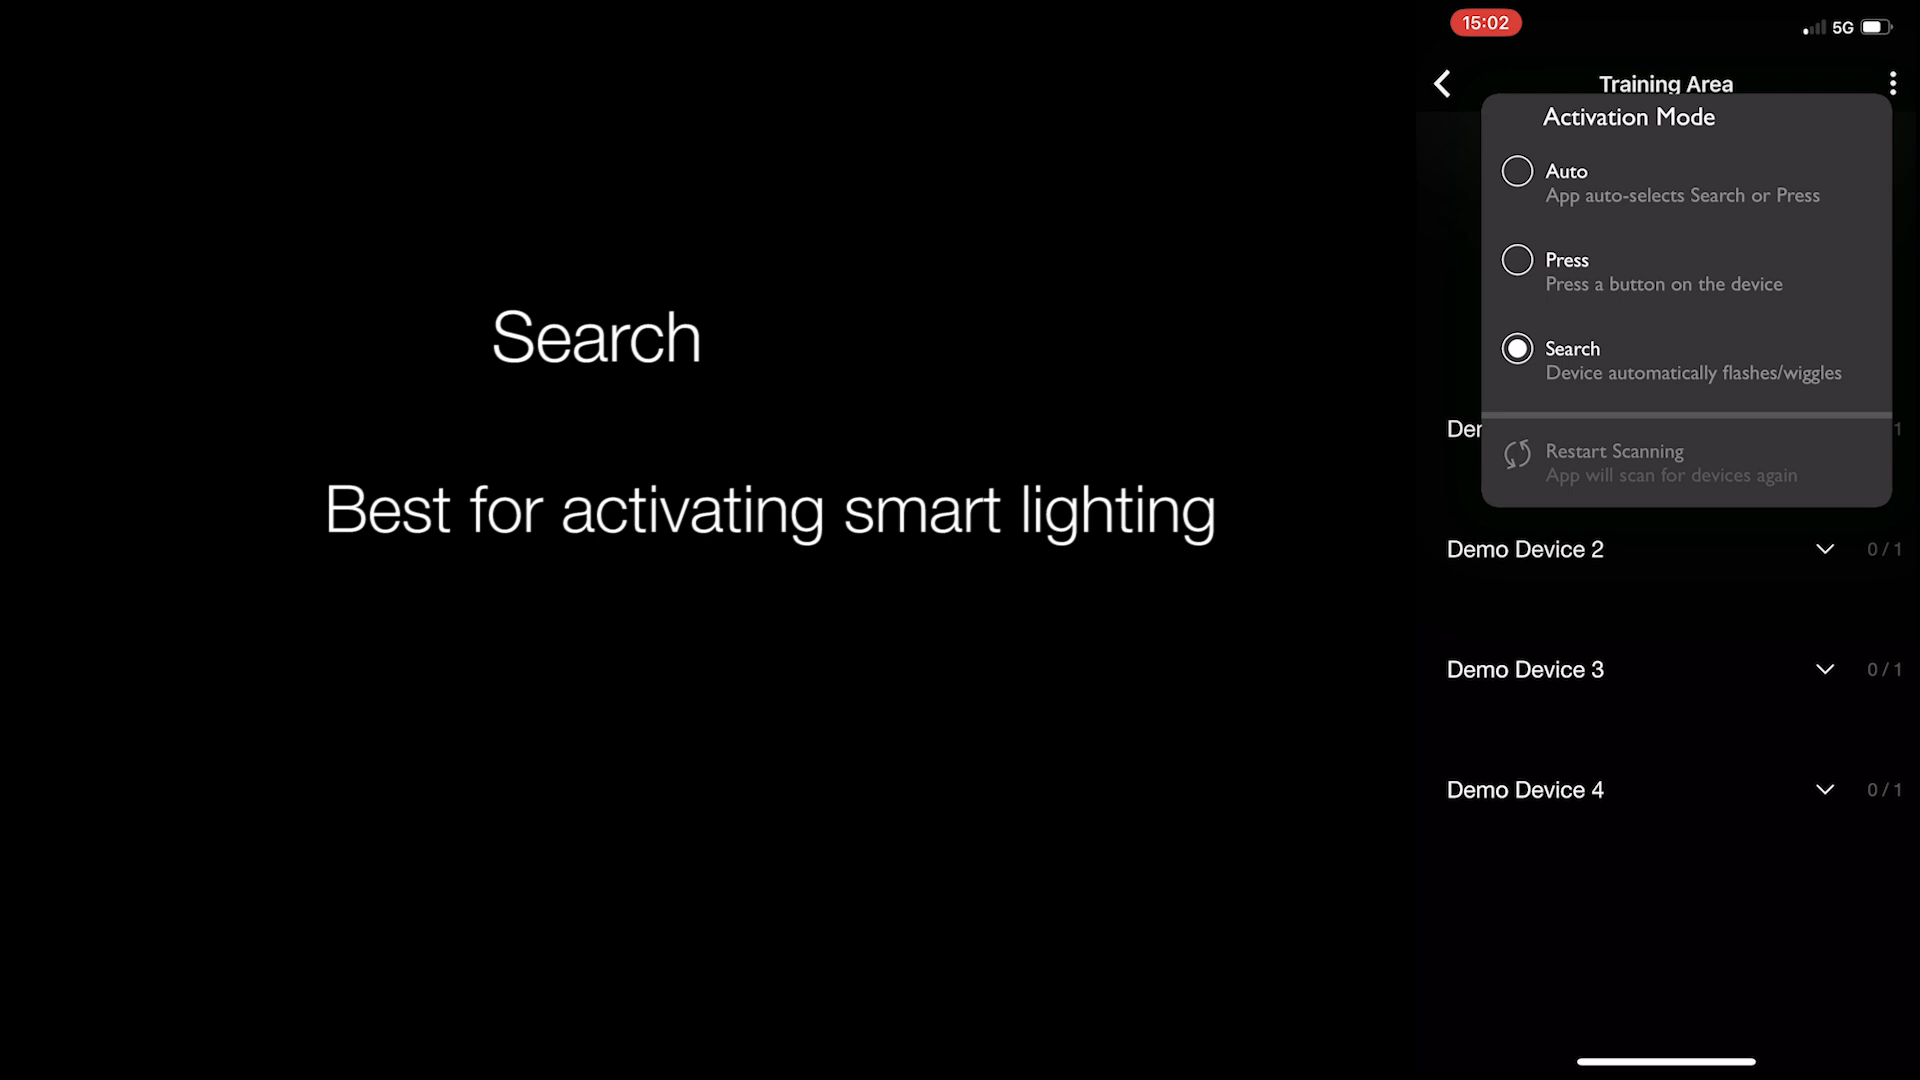 Search
Best for activating smart lighting
15:02
5G
Training Area
Activation Mode
Auto
App auto-selects Search or Press
Press
Press a button on the device
Search
Device automatically flashes/wiggles
Restart Scanning
App will scan for devices again
Demo Device 2
0 / 1
Demo Device 3
0 / 1
Demo Device 4
0 / 1